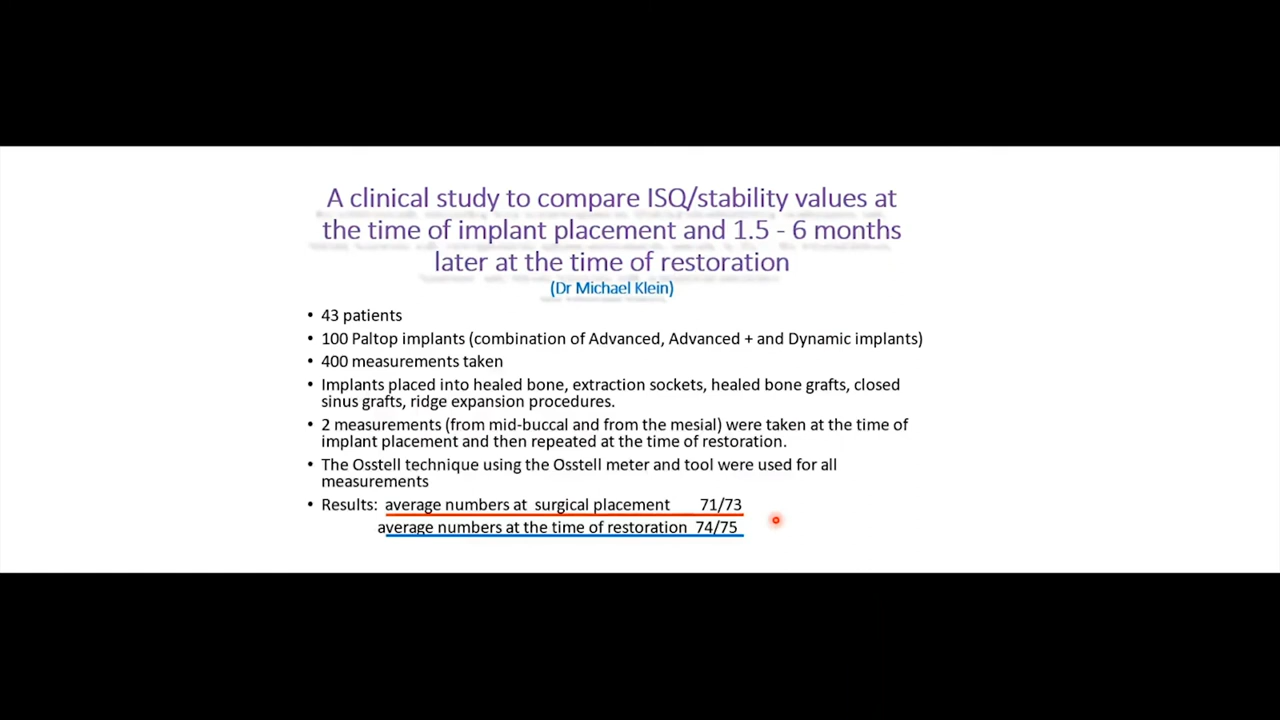 A clinical study to compare ISQ/stability values at
the time of implant placement and 1.5 - 6 months
later at the time of restoration
(Dr Michael Klein)
• 43 patients
• 100 Paltop implants (combination of Advanced, Advanced + and Dynamic implants)
• 400 measurements taken
• Implants placed into healed bone, extraction sockets, healed bone grafts, closed
sinus grafts, ridge expansion procedures.
• 2 measurements (from mid-buccal and from the mesial) were taken at the time of
implant placement and then repeated at the time of restoration.
• The Osstell technique using the Osstell meter and tool were used for all
measurements
• Results: average numbers at surgical placement 71/73
average numbers at the time of restoration 74/75